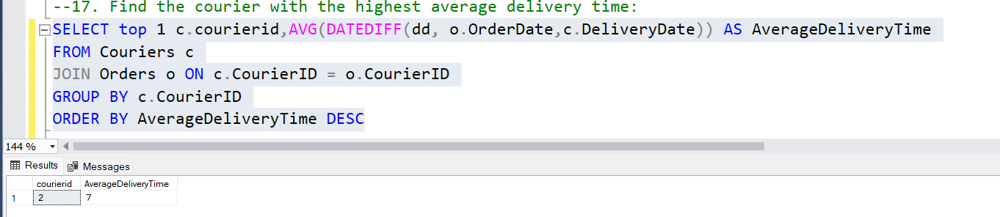 --17. Find the courier with the highest average delivery time:
SELECT top 1 c.courierid,AVG(DATEDIFF(dd, o.OrderDate,c.DeliveryDate)) AS AverageDeliveryTime
FROM Couriers c
JOIN Orders o ON c.CourierID = o.CourierID
GROUP BY c.CourierID
ORDER BY AverageDeliveryTime DESC
144 %
Results Messages
courierid AverageDeliveryTime
1 2 7